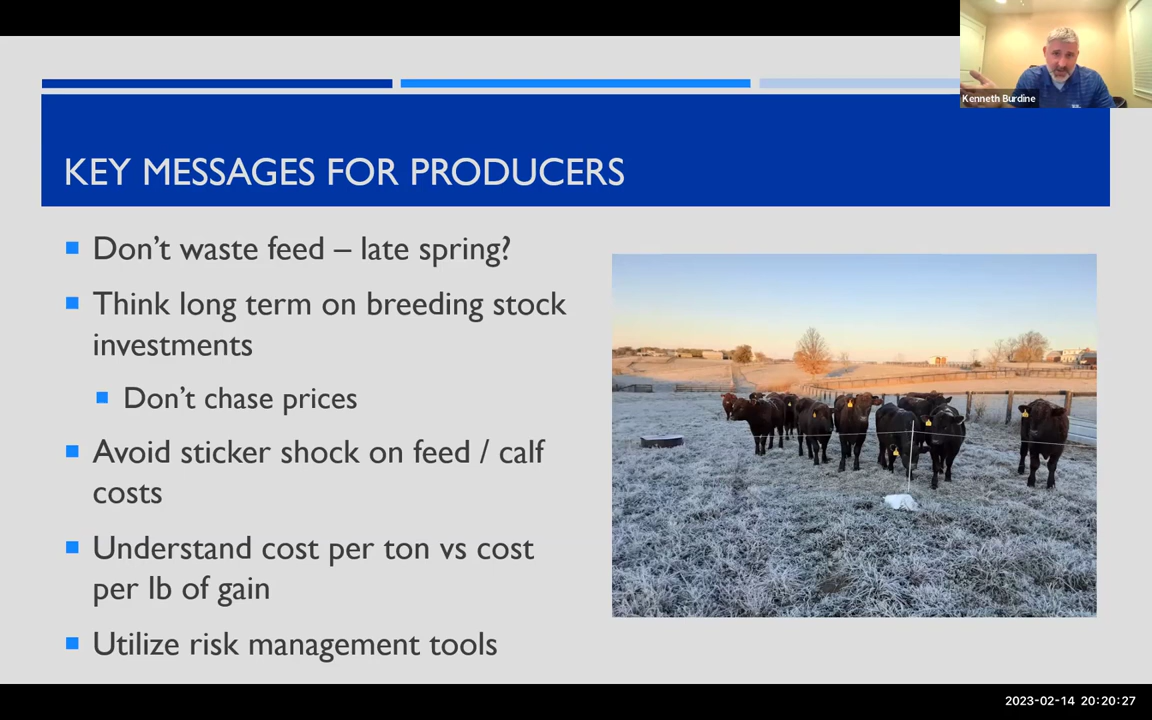 Kenneth Burdine
KEY MESSAGES FOR PRODUCERS
Don't waste feed – late spring?
Think long term on breeding stock
investments
Don't chase prices
Avoid sticker shock on feed / calf
costs
Understand cost per ton vs cost
per lb of gain
Utilize risk management tools
2023-02-14 20:20:27